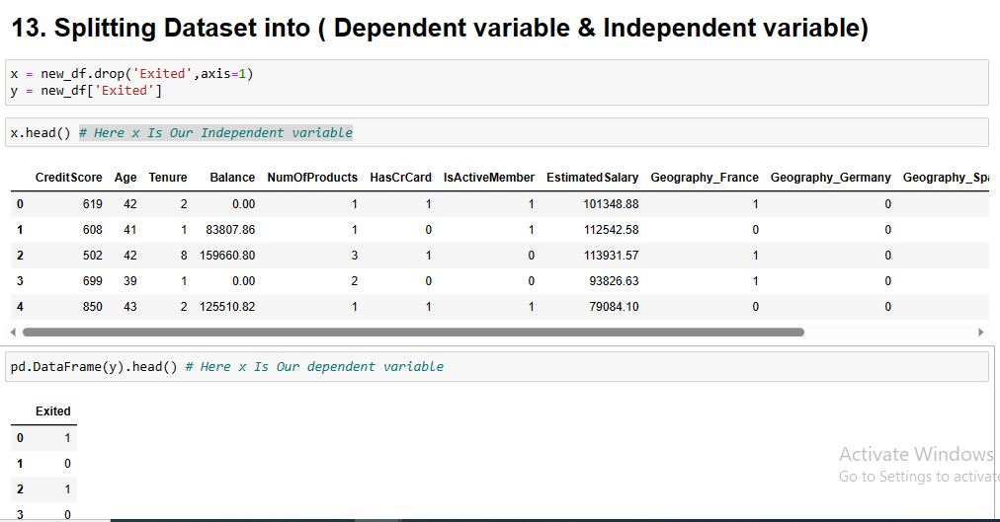 13. Splitting Dataset into ( Dependent variable & Independent variable)
x = new_df.drop('Exited',axis=1)
y = new_df['Exited']
x.head() # Here x Is Our Independent variable
CreditScore Age Tenure Balance NumOfProducts HasCrCard IsActiveMember EstimatedSalary Geography_France Geography_Germany Geography_Spa
0 619 42 2 0.00 1 1 1 101348.88 1 0
1 608 41 1 83807.86 1 0 1 112542.58 0 0
2 502 42 8 159660.80 3 1 0 113931.57 1 0
3 699 39 1 0.00 2 0 0 93826.63 1 0
4 850 43 2 125510.82 1 1 1 79084.10 0 0
pd.DataFrame(y).head() # Here x Is Our dependent variable
Exited
0 1
1 0
2 1
3 0
Activate Windows
Go to Settings to activate